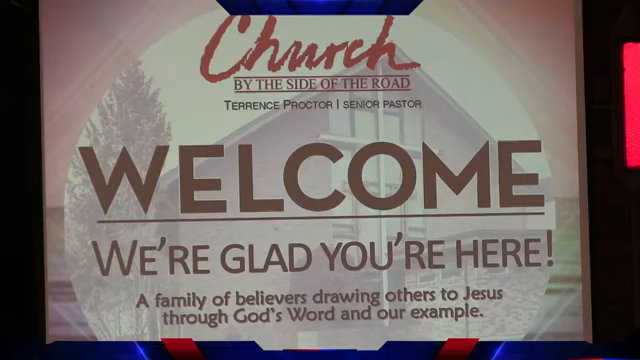 Church
BY THE SIDE OF THE ROAD
TERRENCE PROCTOR | SENIOR PASTOR
WELCOME
WE'RE GLAD YOU'RE HERE!
A family of believers drawing others to Jesus
through God's Word and our example.